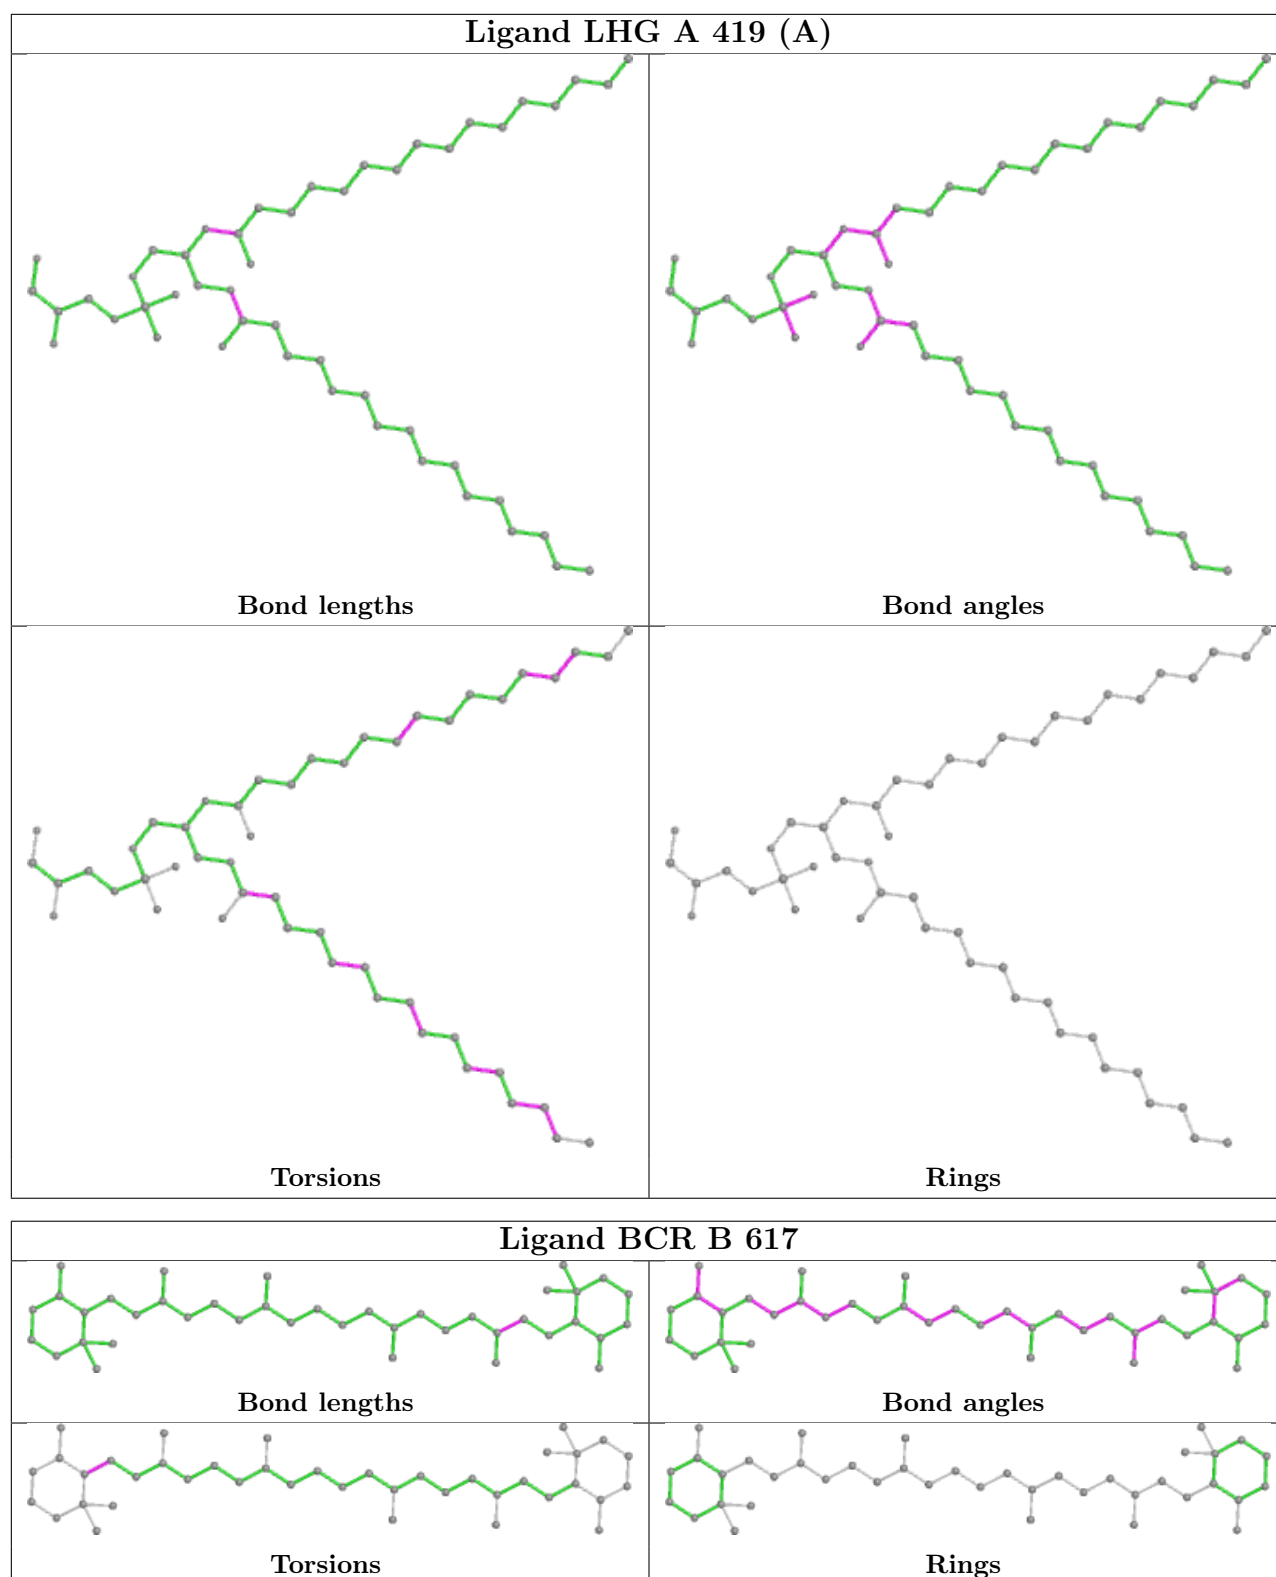 Ligand LHG A 419 (A)
Bond lengths
Bond angles
Torsions
Rings
Ligand BCR B 617
Bond lengths
Bond angles
Torsions
Rings